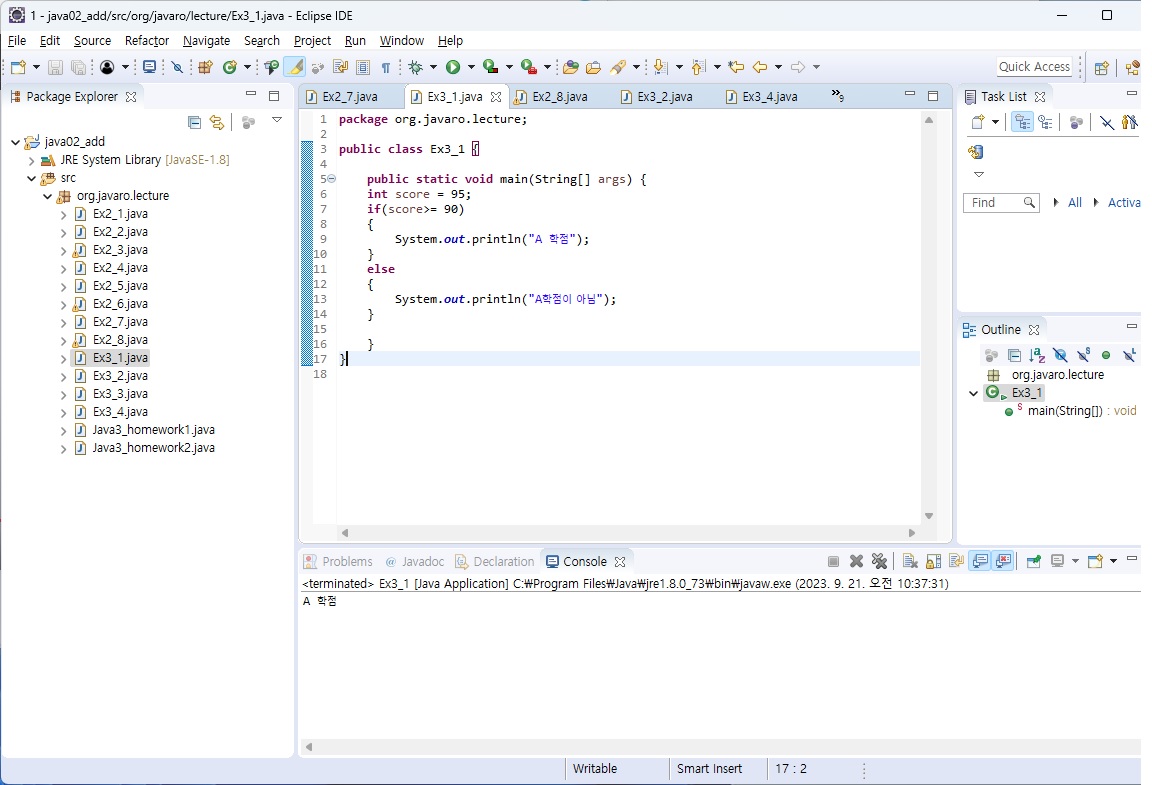 1 - java02_add/src/org/javaro/lecture/Ex3_1.java - Eclipse IDE
File Edit Source Refactor Navigate Search Project Run Window Help
Quick Access
Package Explorer
java02_add
JRE System Library [JavaSE-1.8]
src
org.javaro.lecture
Ex2_1.java
Ex2_2.java
Ex2_3.java
Ex2_4.java
Ex2_5.java
Ex2_6.java
Ex2_7.java
Ex2_8.java
Ex3_1.java
Ex3_2.java
Ex3_3.java
Ex3_4.java
Java3_homework1.java
Java3_homework2.java
Ex2_7.java Ex3_1.java Ex2_8.java Ex3_2.java Ex3_4.java »9
1 package org.javaro.lecture;
2
3 public class Ex3_1 {
4
5 public static void main(String[] args) {
6 int score = 95;
7 if(score>= 90)
8 {
9 System.out.println("A 학점");
10 }
11 else
12 {
13 System.out.println("A학점이 아님");
14 }
15
16 }
17 }
18
Task List
Find All Activa
Outline
org.javaro.lecture
Ex3_1
main(String[]) : void
Problems @ Javadoc Declaration Console
<terminated> Ex3_1 [Java Application] C:₩Program Files₩Java₩jre1.8.0_73₩bin₩javaw.exe (2023. 9. 21. 오전 10:37:31)
A 학점
Writable Smart Insert 17 : 2